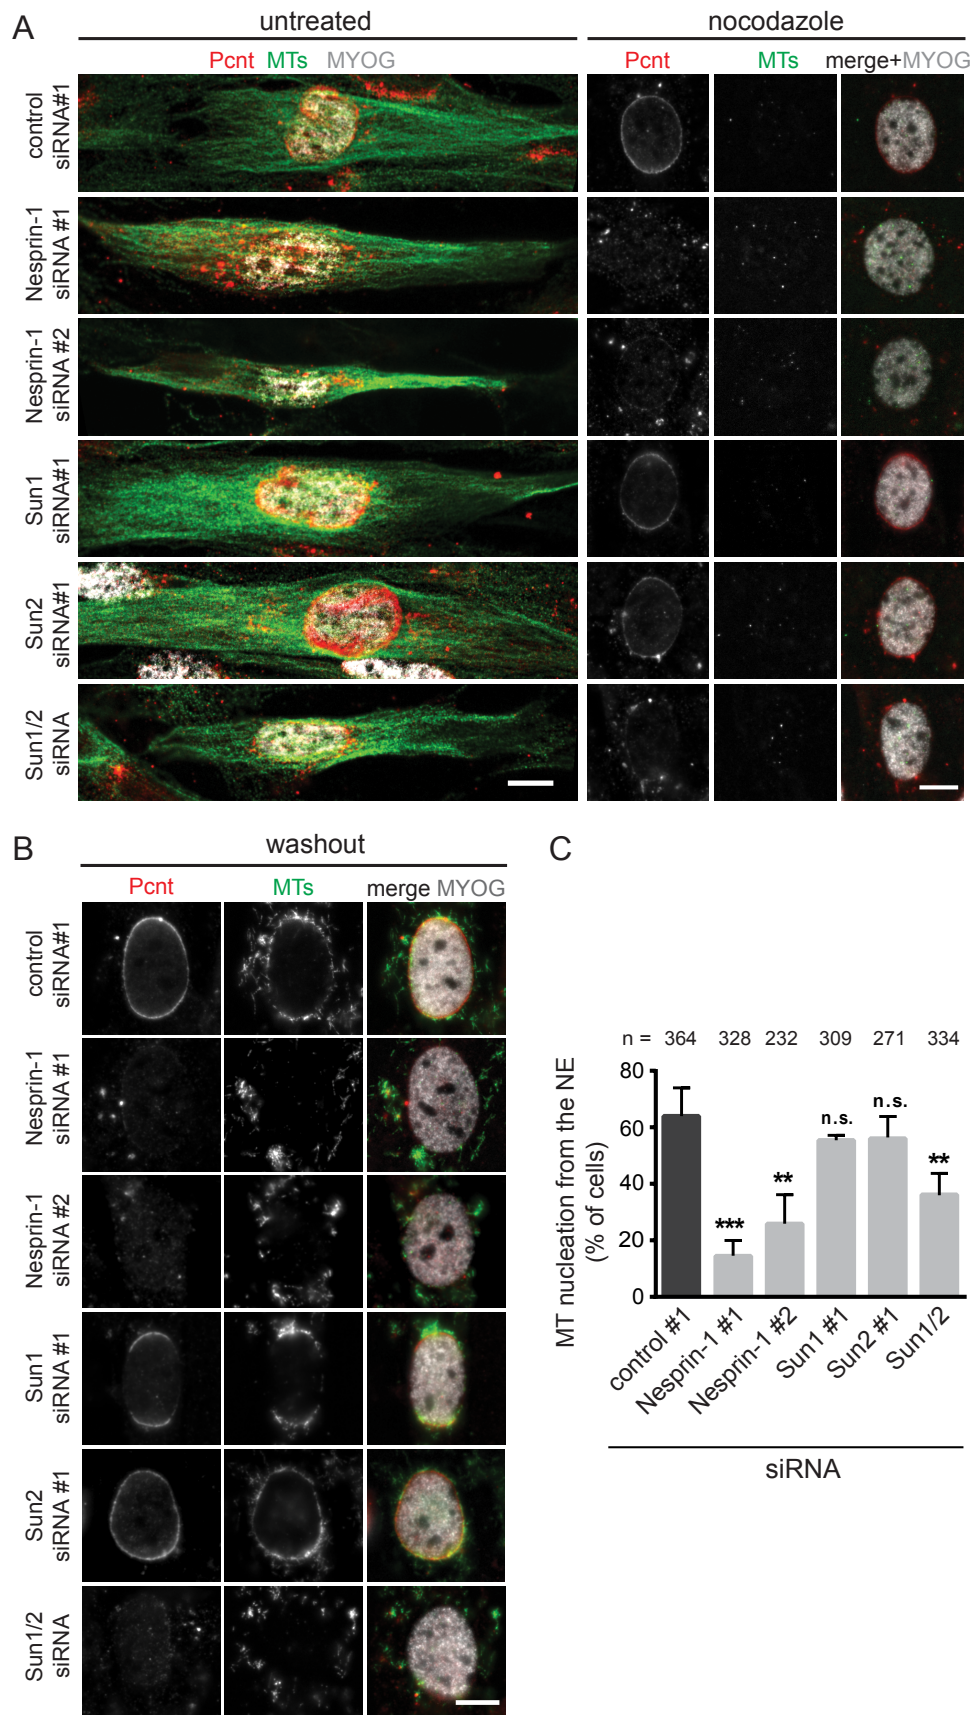 A
untreated
nocodazole
Pcnt MTs MYOG
Pcnt
MTs
merge+MYOG
control
siRNA#1
Nesprin-1
siRNA #1
Nesprin-1
siRNA #2
Sun1
siRNA#1
Sun2
siRNA#1
Sun1/2
siRNA
B
washout
Pcnt
MTs
merge MYOG
control
siRNA#1
Nesprin-1
siRNA #1
Nesprin-1
siRNA #2
Sun1
siRNA #1
Sun2
siRNA #1
Sun1/2
siRNA
C
n = 364 328 232 309 271 334
MT nucleation from the NE
(% of cells)
80
60
40
20
0
***
**
n.s.
n.s.
**
control #1
Nesprin-1 #1
Nesprin-1 #2
Sun1 #1
Sun2 #1
Sun1/2
siRNA